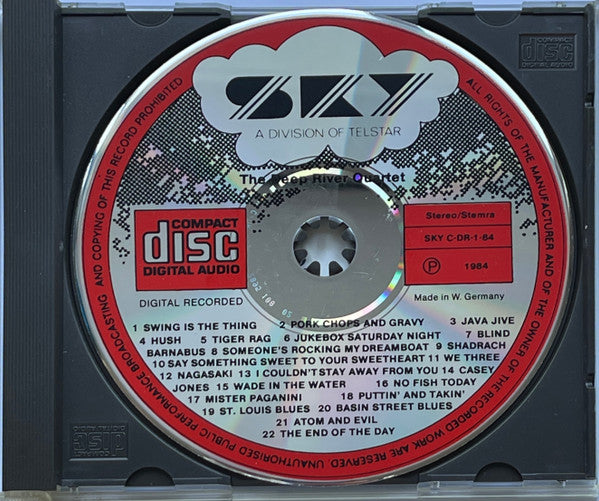 SKY
A DIVISION OF TELSTAR
The Deep River Quartet
COMPACT
disc
DIGITAL AUDIO
DIGITAL RECORDED
Stereo/Stemra
SKY C-DR-1-84
P 1984
Made in W. Germany
1 SWING IS THE THING 2 PORK CHOPS AND GRAVY 3 JAVA JIVE
4 HUSH 5 TIGER RAG 6 JUKEBOX SATURDAY NIGHT 7 BLIND
BARNABUS 8 SOMEONE'S ROCKING MY DREAMBOAT 9 SHADRACH
10 SAY SOMETHING SWEET TO YOUR SWEETHEART 11 WE THREE
12 NAGASAKI 13 I COULDN'T STAY AWAY FROM YOU 14 CASEY
JONES 15 WADE IN THE WATER 16 NO FISH TODAY
17 MISTER PAGANINI 18 PUTTIN' AND TAKIN'
19 ST. LOUIS BLUES 20 BASIN STREET BLUES
21 ATOM AND EVIL
22 THE END OF THE DAY
ALL RIGHTS OF THE MANUFACTURER AND OF THE OWNER OF THE RECORDED WORK ARE RESERVED. UNAUTHORISED PUBLIC PERFORMANCE BROADCASTING AND COPYING OF THIS RECORD PROHIBITED
COMPACT
disc
DIGITAL AUDIO
COMPACT
disc
DIGITAL AUDIO